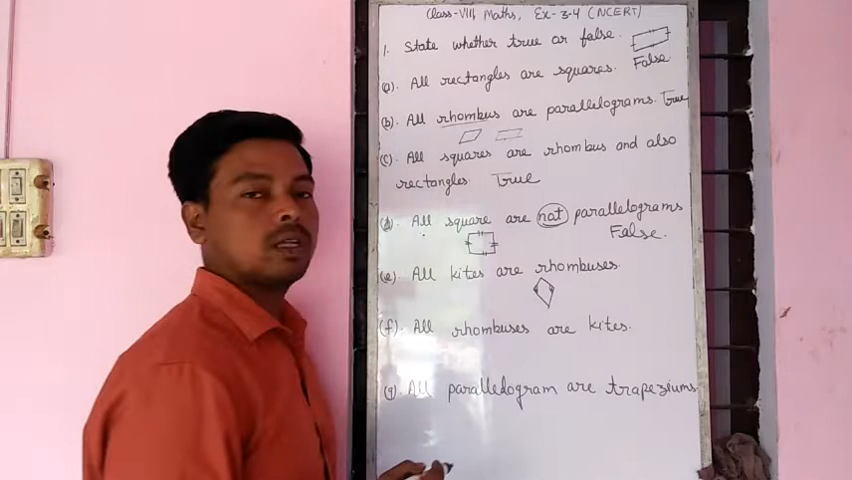 Class-VIII, Maths, Ex-3.4 (NCERT)
1. State whether true or false.
(a). All rectangles are squares. False.
(b). All rhombus are parallelograms. True
(c). All squares are rhombus and also
rectangles. True
(d). All square are not parallelograms
False.
(e). All kites are rhombuses.
(f). All rhombuses are kites.
(g). All paralledogram are trapeziums.